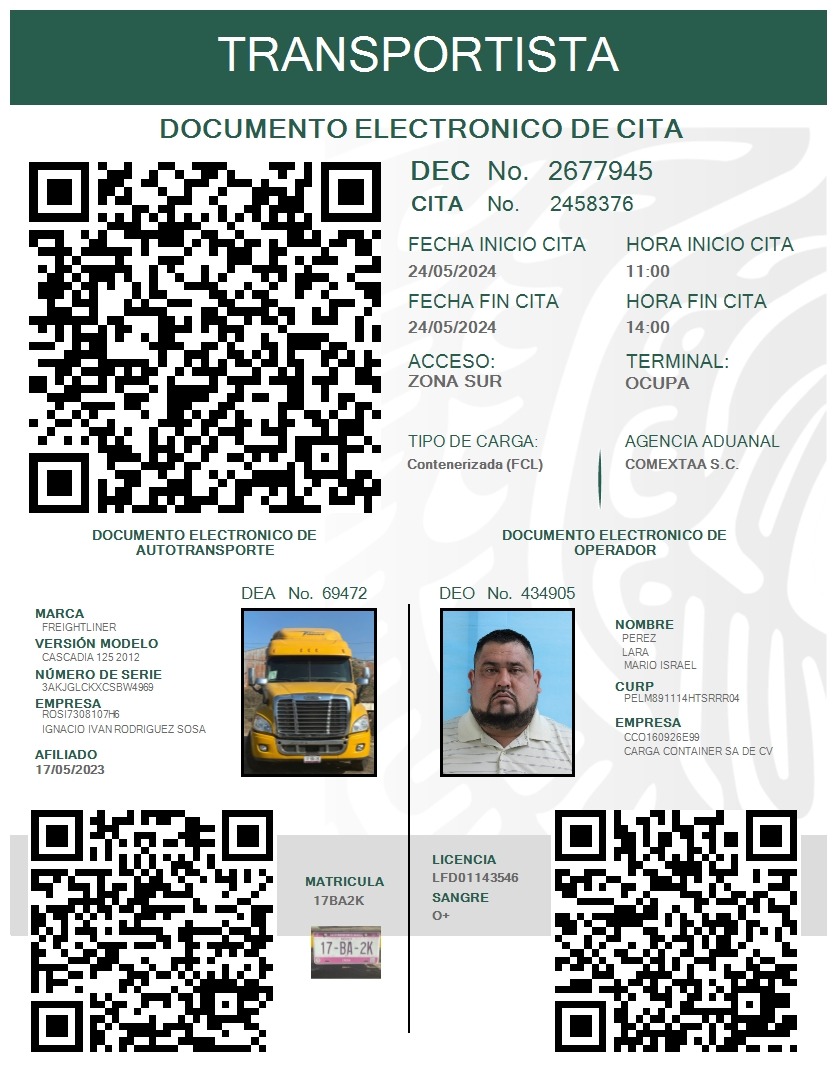 TRANSPORTISTA
DOCUMENTO ELECTRONICO DE CITA
DEC No. 2677945
CITA No. 2458376
FECHA INICIO CITA HORA INICIO CITA
24/05/2024 11:00
FECHA FIN CITA HORA FIN CITA
24/05/2024 14:00
ACCESO: TERMINAL:
ZONA SUR OCUPA
TIPO DE CARGA: AGENCIA ADUANAL
Contenerizada (FCL) COMEXTAA S.C.
DOCUMENTO ELECTRONICO DE
AUTOTRANSPORTE
DEA No. 69472
MARCA
FREIGHTLINER
VERSIÓN MODELO
CASCADIA 125 2012
NÚMERO DE SERIE
3AKJGLCKXCSBW4969
EMPRESA
ROSI7308107H6
IGNACIO IVAN RODRIGUEZ SOSA
AFILIADO
17/05/2023
MATRICULA
17BA2K
17-BA-2K
DOCUMENTO ELECTRONICO DE
OPERADOR
DEO No. 434905
NOMBRE
PEREZ
LARA
MARIO ISRAEL
CURP
PELM891114HTSRRR04
EMPRESA
CCO160926E99
CARGA CONTAINER SA DE CV
LICENCIA
LFD01143546
SANGRE
O+